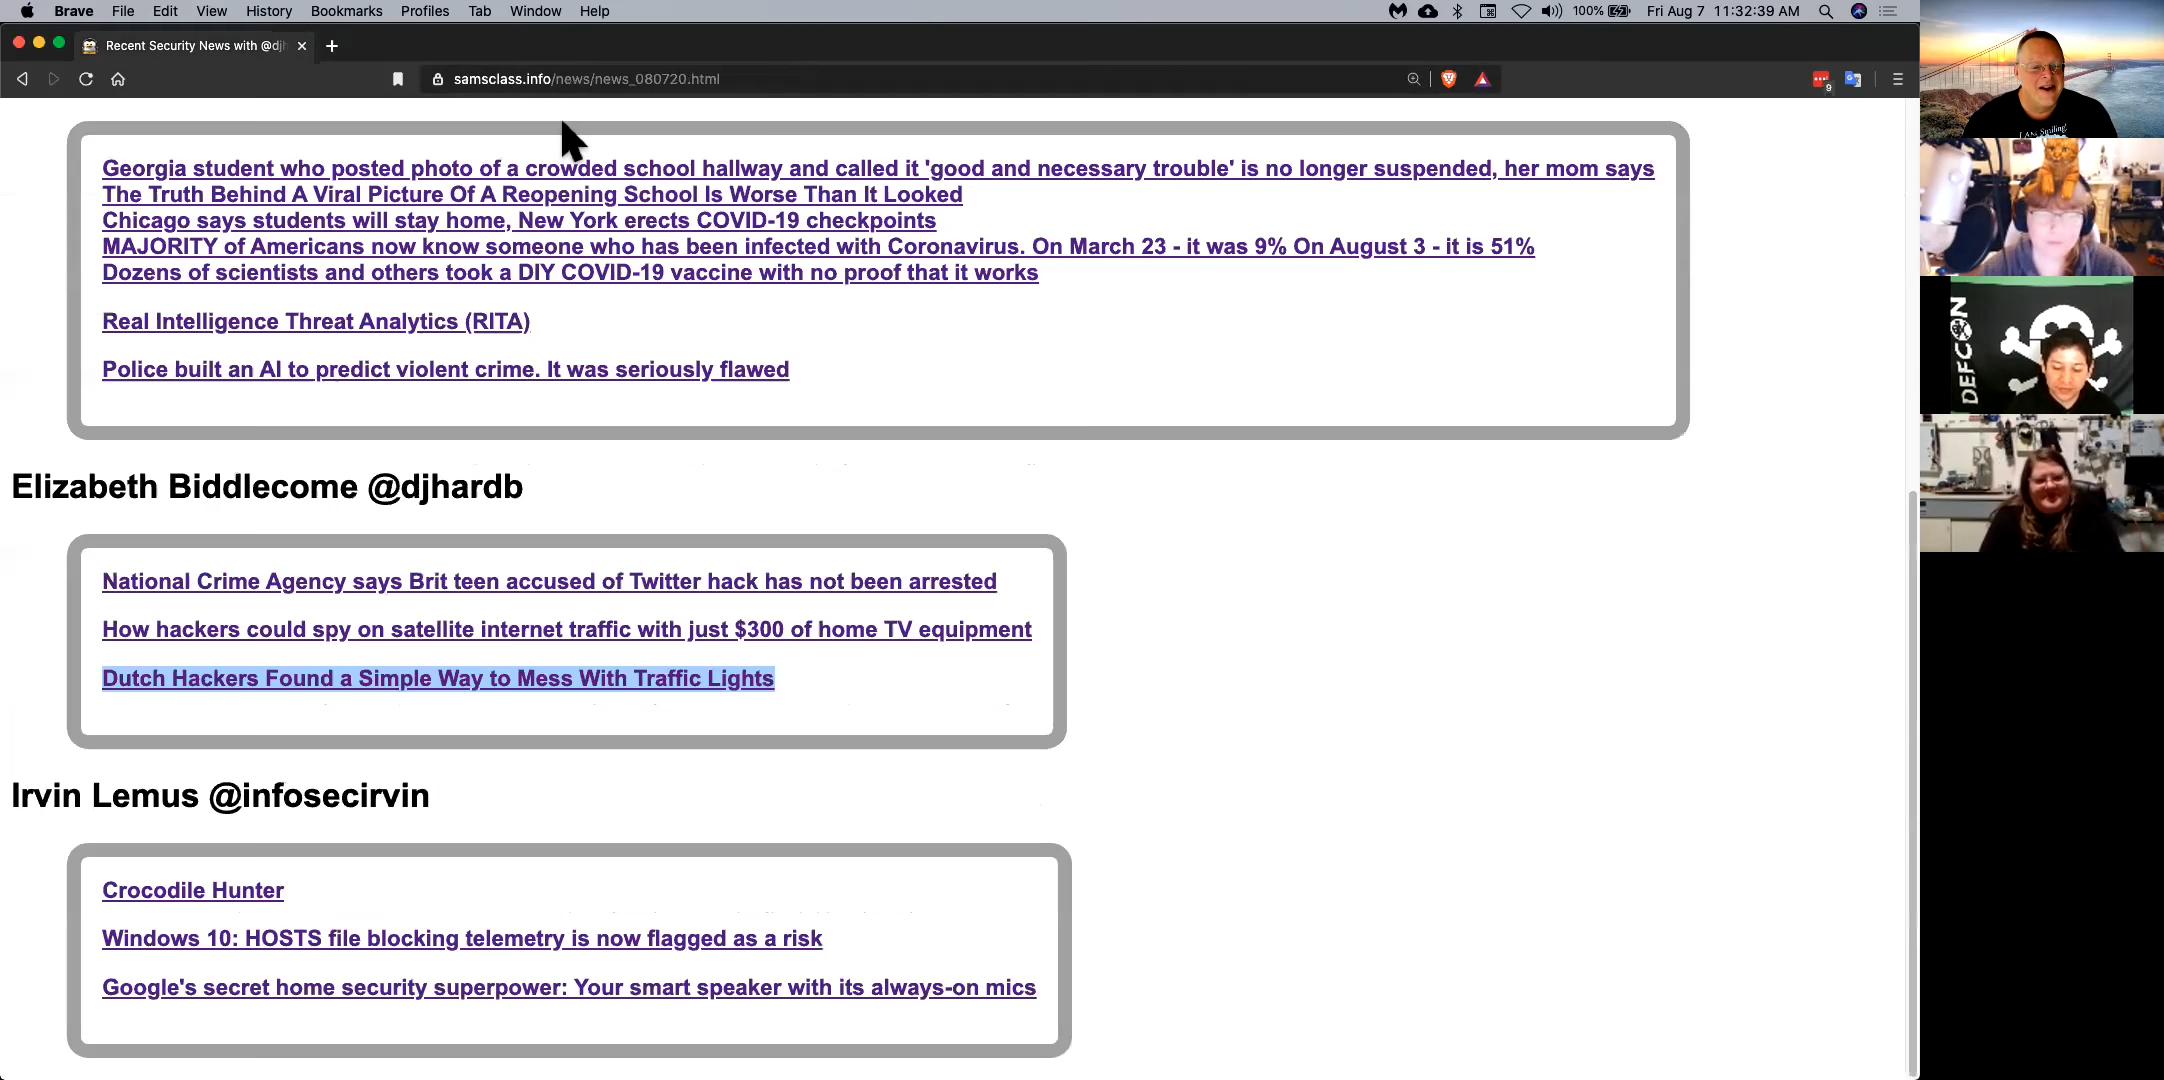 Brave File Edit View History Bookmarks Profiles Tab Window Help 100% Fri Aug 7 11:32:39 AM
Recent Security News with @djh
samsclass.info/news/news_080720.html
9
Georgia student who posted photo of a crowded school hallway and called it 'good and necessary trouble' is no longer suspended, her mom says
The Truth Behind A Viral Picture Of A Reopening School Is Worse Than It Looked
Chicago says students will stay home, New York erects COVID-19 checkpoints
MAJORITY of Americans now know someone who has been infected with Coronavirus. On March 23 - it was 9% On August 3 - it is 51%
Dozens of scientists and others took a DIY COVID-19 vaccine with no proof that it works
Real Intelligence Threat Analytics (RITA)
Police built an AI to predict violent crime. It was seriously flawed
Elizabeth Biddlecome @djhardb
National Crime Agency says Brit teen accused of Twitter hack has not been arrested
How hackers could spy on satellite internet traffic with just $300 of home TV equipment
Dutch Hackers Found a Simple Way to Mess With Traffic Lights
Irvin Lemus @infosecirvin
Crocodile Hunter
Windows 10: HOSTS file blocking telemetry is now flagged as a risk
Google's secret home security superpower: Your smart speaker with its always-on mics
I AM Smiling!
DEFCON